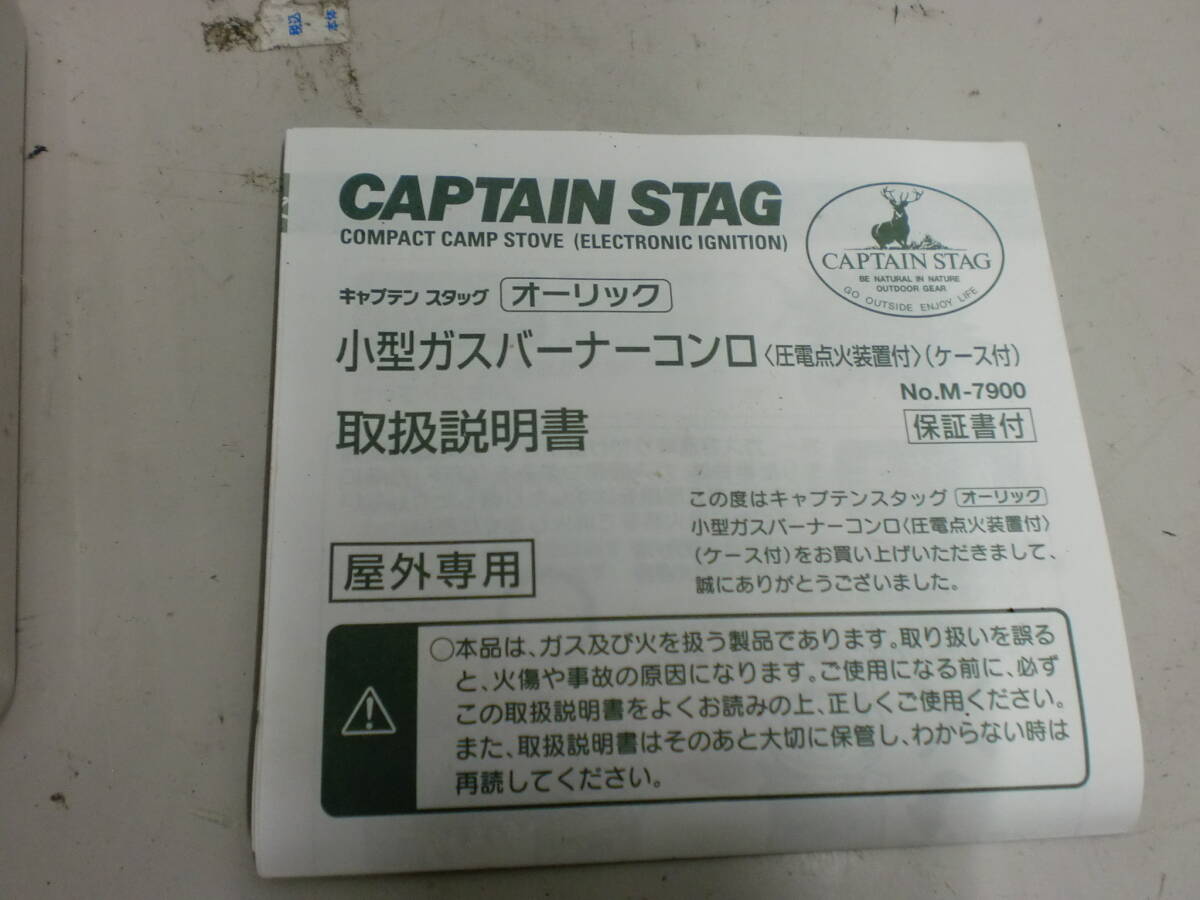 税込
本体
CAPTAIN STAG
COMPACT CAMP STOVE (ELECTRONIC IGNITION)
CAPTAIN STAG
BE NATURAL IN NATURE
OUTDOOR GEAR
GO OUTSIDE ENJOY LIFE
キャプテン スタッグ オーリック
小型ガスバーナーコンロ〈圧電点火装置付〉(ケース付)
No.M-7900
取扱説明書
保証書付
この度はキャプテンスタッグ オーリック
小型ガスバーナーコンロ〈圧電点火装置付〉
(ケース付)をお買い上げいただきまして、
誠にありがとうございました。
屋外専用
○本品は、ガス及び火を扱う製品であります。取り扱いを誤る
と、火傷や事故の原因になります。ご使用になる前に、必ず
この取扱説明書をよくお読みの上、正しくご使用ください。
また、取扱説明書はそのあと大切に保管し、わからない時は
再読してください。